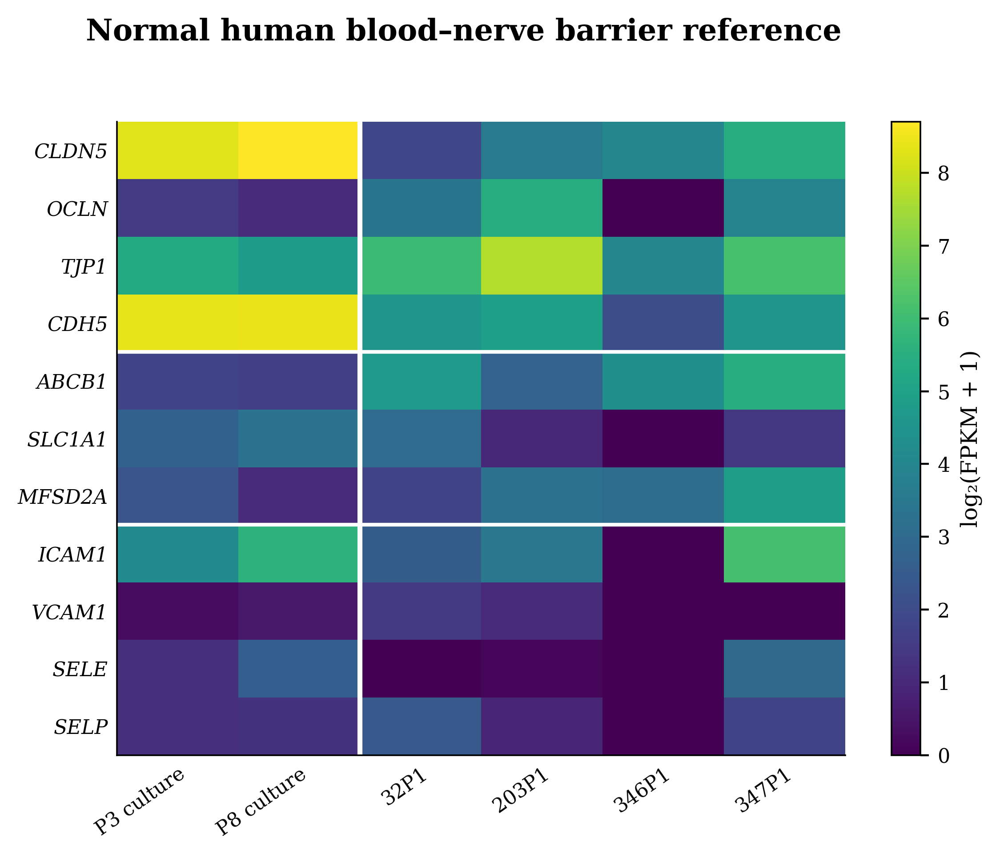 Normal human blood–nerve barrier reference
CLDN5
OCLN
TJP1
CDH5
ABCB1
SLC1A1
MFSD2A
ICAM1
VCAM1
SELE
SELP
P3 culture
P8 culture
32P1
203P1
346P1
347P1
8
7
6
5
4
3
2
1
0
log₂(FPKM + 1)